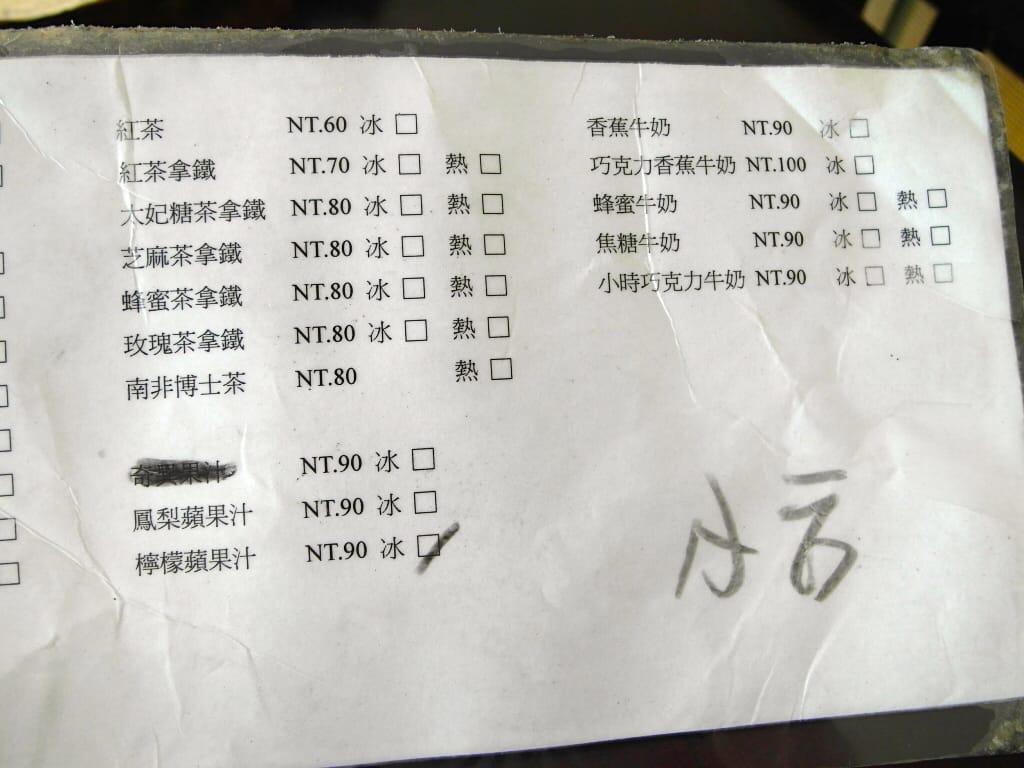 紅茶 NT.60 冰 □
紅茶拿鐵 NT.70 冰 □ 熱 □
太妃糖茶拿鐵 NT.80 冰 □ 熱 □
芝麻茶拿鐵 NT.80 冰 □ 熱 □
蜂蜜茶拿鐵 NT.80 冰 □ 熱 □
玫瑰茶拿鐵 NT.80 冰 □ 熱 □
南非博士茶 NT.80 熱 □
奇異果汁 NT.90 冰 □
鳳梨蘋果汁 NT.90 冰 □
檸檬蘋果汁 NT.90 冰 □
香蕉牛奶 NT.90 冰 □
巧克力香蕉牛奶 NT.100 冰 □
蜂蜜牛奶 NT.90 冰 □ 熱 □
焦糖牛奶 NT.90 冰 □ 熱 □
小時巧克力牛奶 NT.90 冰 □ 熱 □